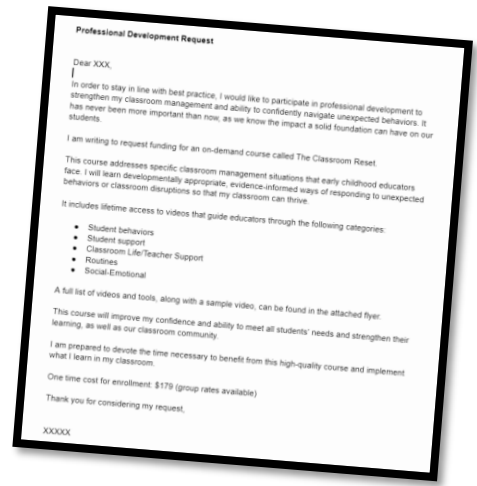 Professional Development Request
Dear XXX,
In order to stay in line with best practice, I would like to participate in professional development to
strengthen my classroom management and ability to confidently navigate unexpected behaviors. It
has never been more important than now, as we know the impact a solid foundation can have on our
students.
I am writing to request funding for an on-demand course called The Classroom Reset.
This course addresses specific classroom management situations that early childhood educators
face. I will learn developmentally appropriate, evidence-informed ways of responding to unexpected
behaviors or classroom disruptions so that my classroom can thrive.
It includes lifetime access to videos that guide educators through the following categories:
● Student behaviors
● Student support
● Classroom Life/Teacher Support
● Routines
● Social-Emotional
A full list of videos and tools, along with a sample video, can be found in the attached flyer.
This course will improve my confidence and ability to meet all students' needs and strengthen their
learning, as well as our classroom community.
I am prepared to devote the time necessary to benefit from this high-quality course and implement
what I learn in my classroom.
One time cost for enrollment: $179 (group rates available)
Thank you for considering my request,
XXXXX